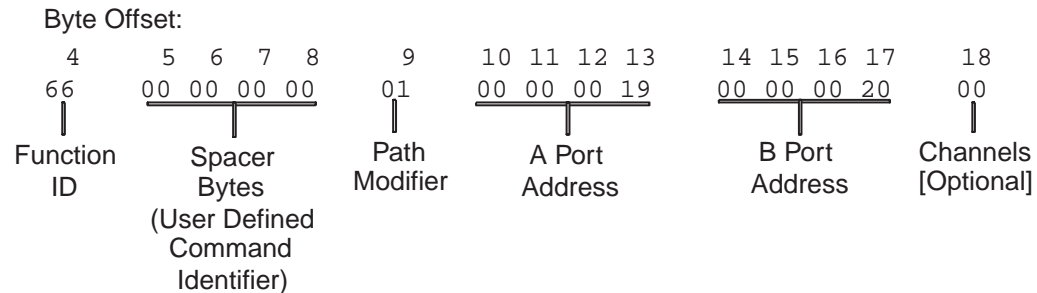 Byte Offset:
4 5 6 7 8 9 10 11 12 13 14 15 16 17 18
66 00 00 00 00 01 00 00 00 19 00 00 00 20 00
Function
ID
Spacer
Bytes
(User Defined
Command
Identifier)
Path
Modifier
A Port
Address
B Port
Address
Channels
[Optional]